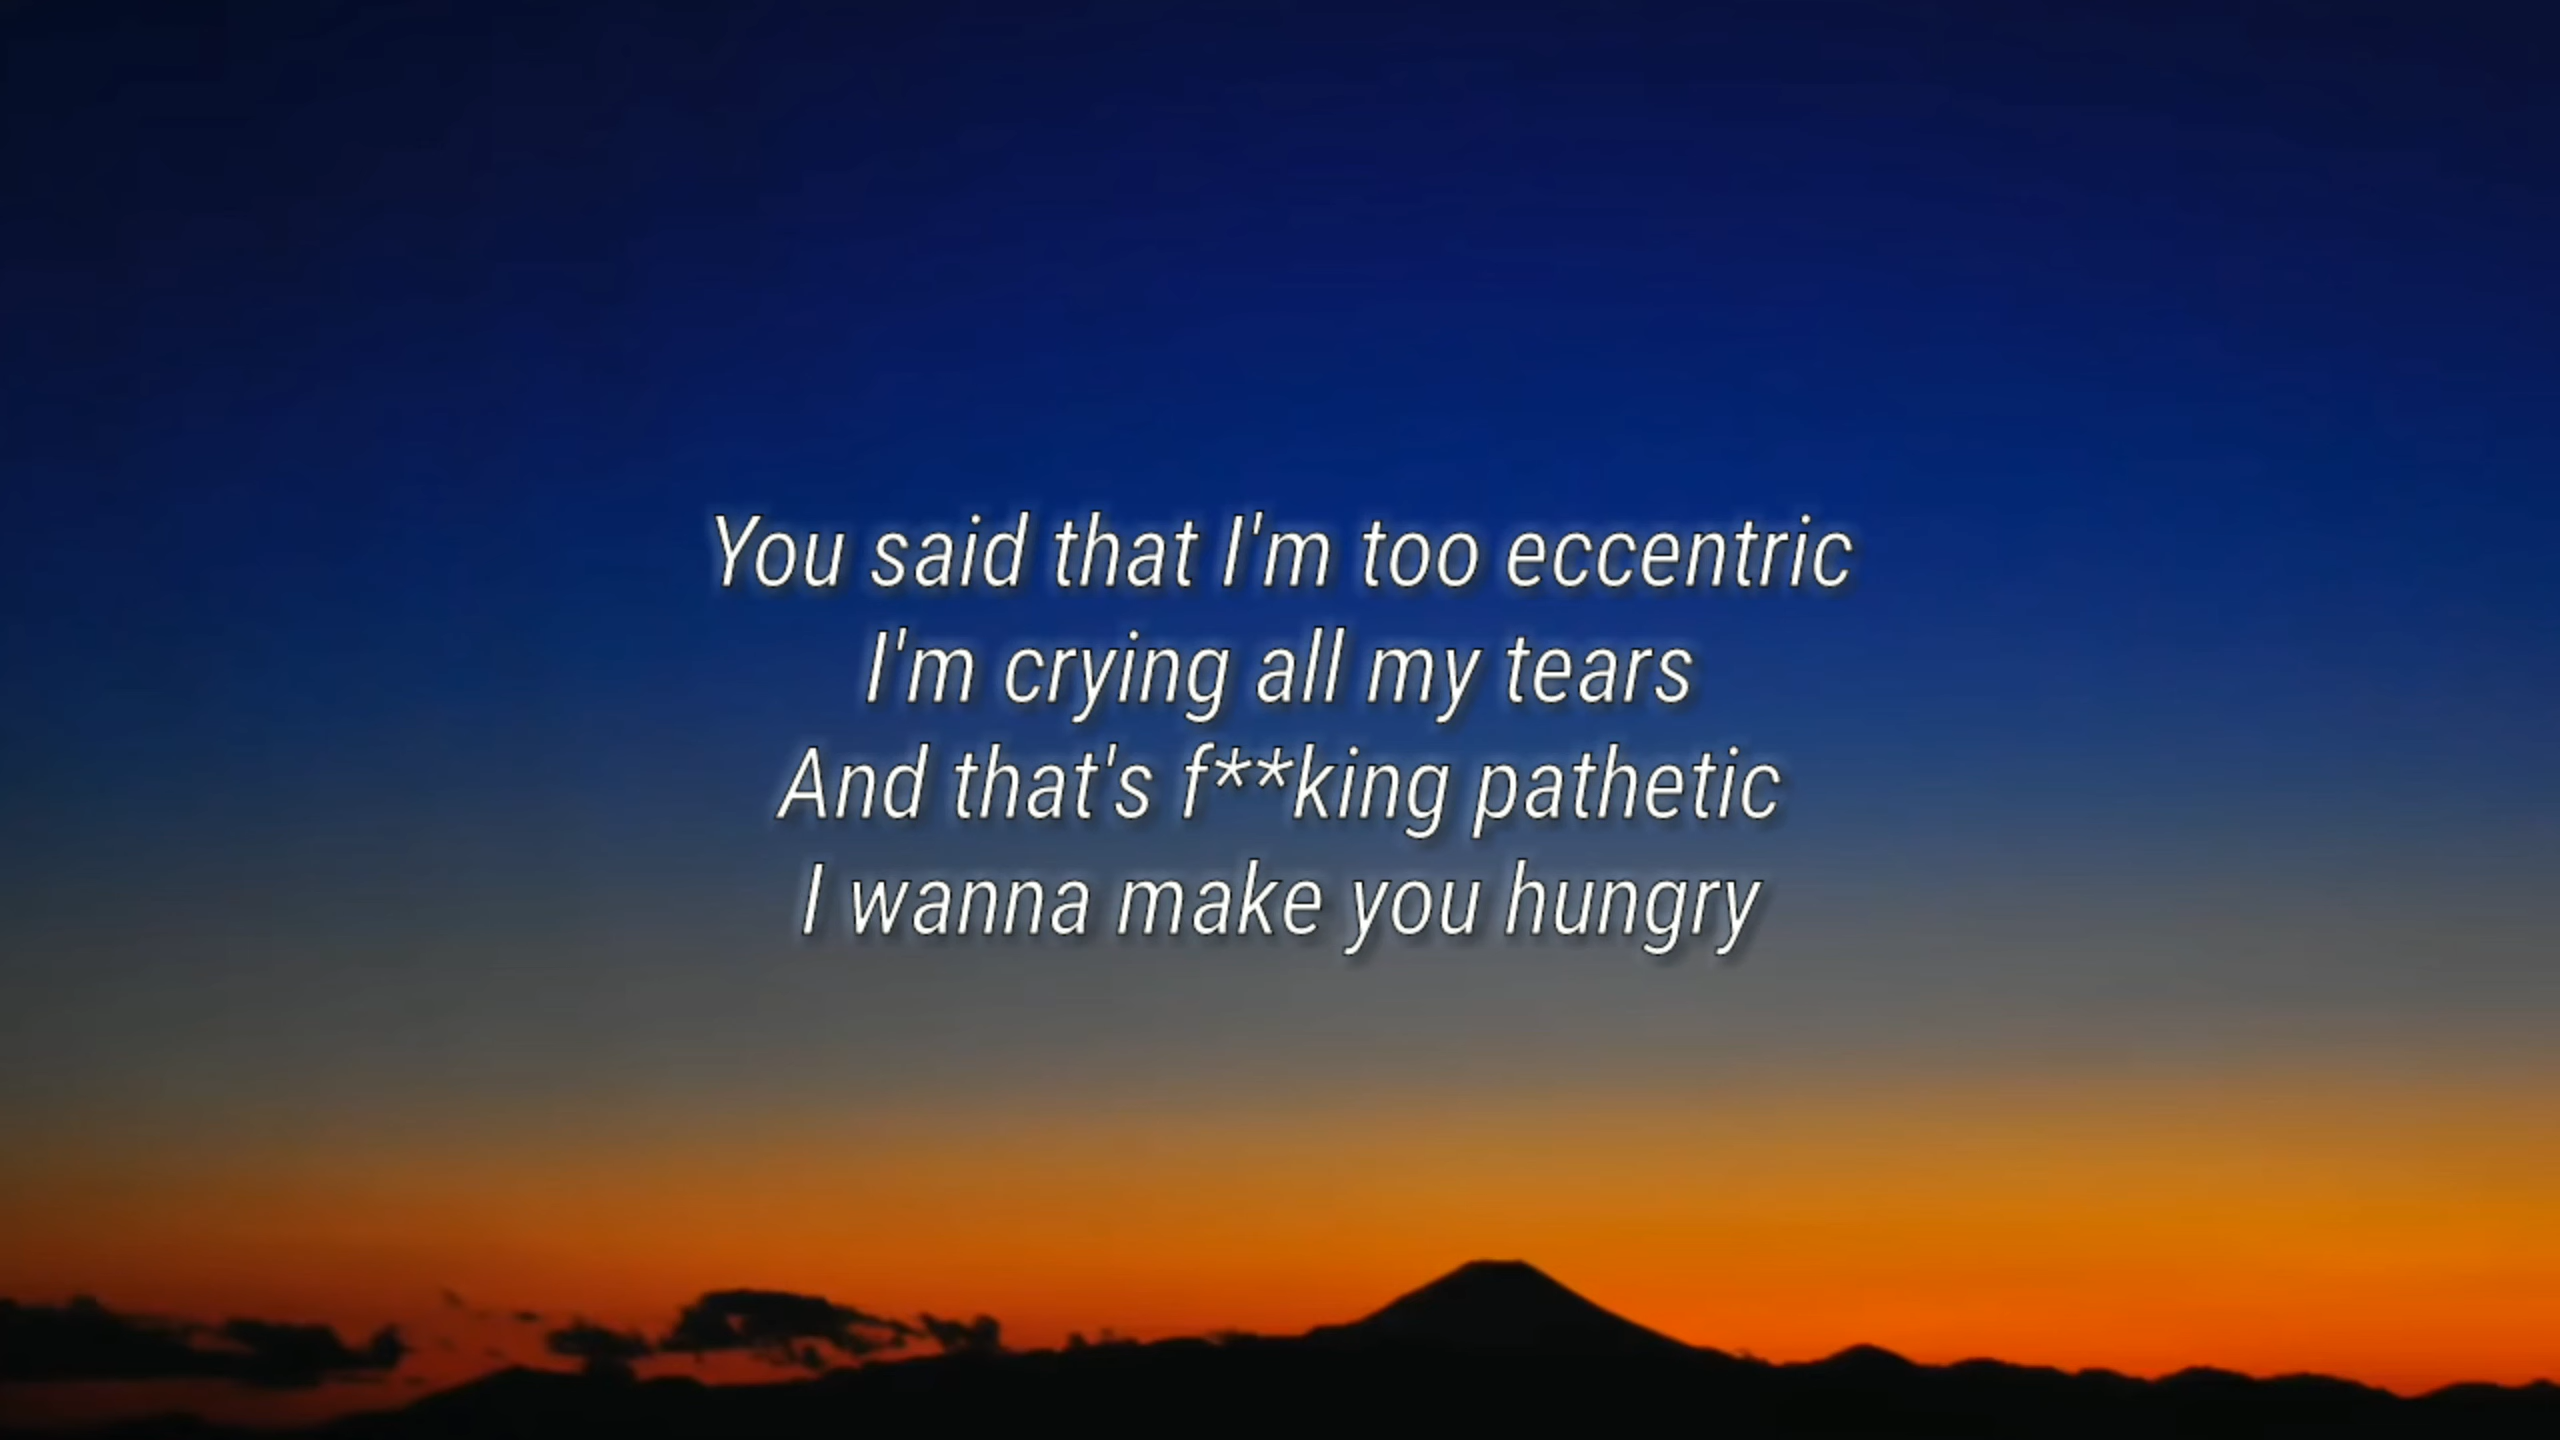 You said that I'm too eccentric
I'm crying all my tears
And that's f**king pathetic
I wanna make you hungry